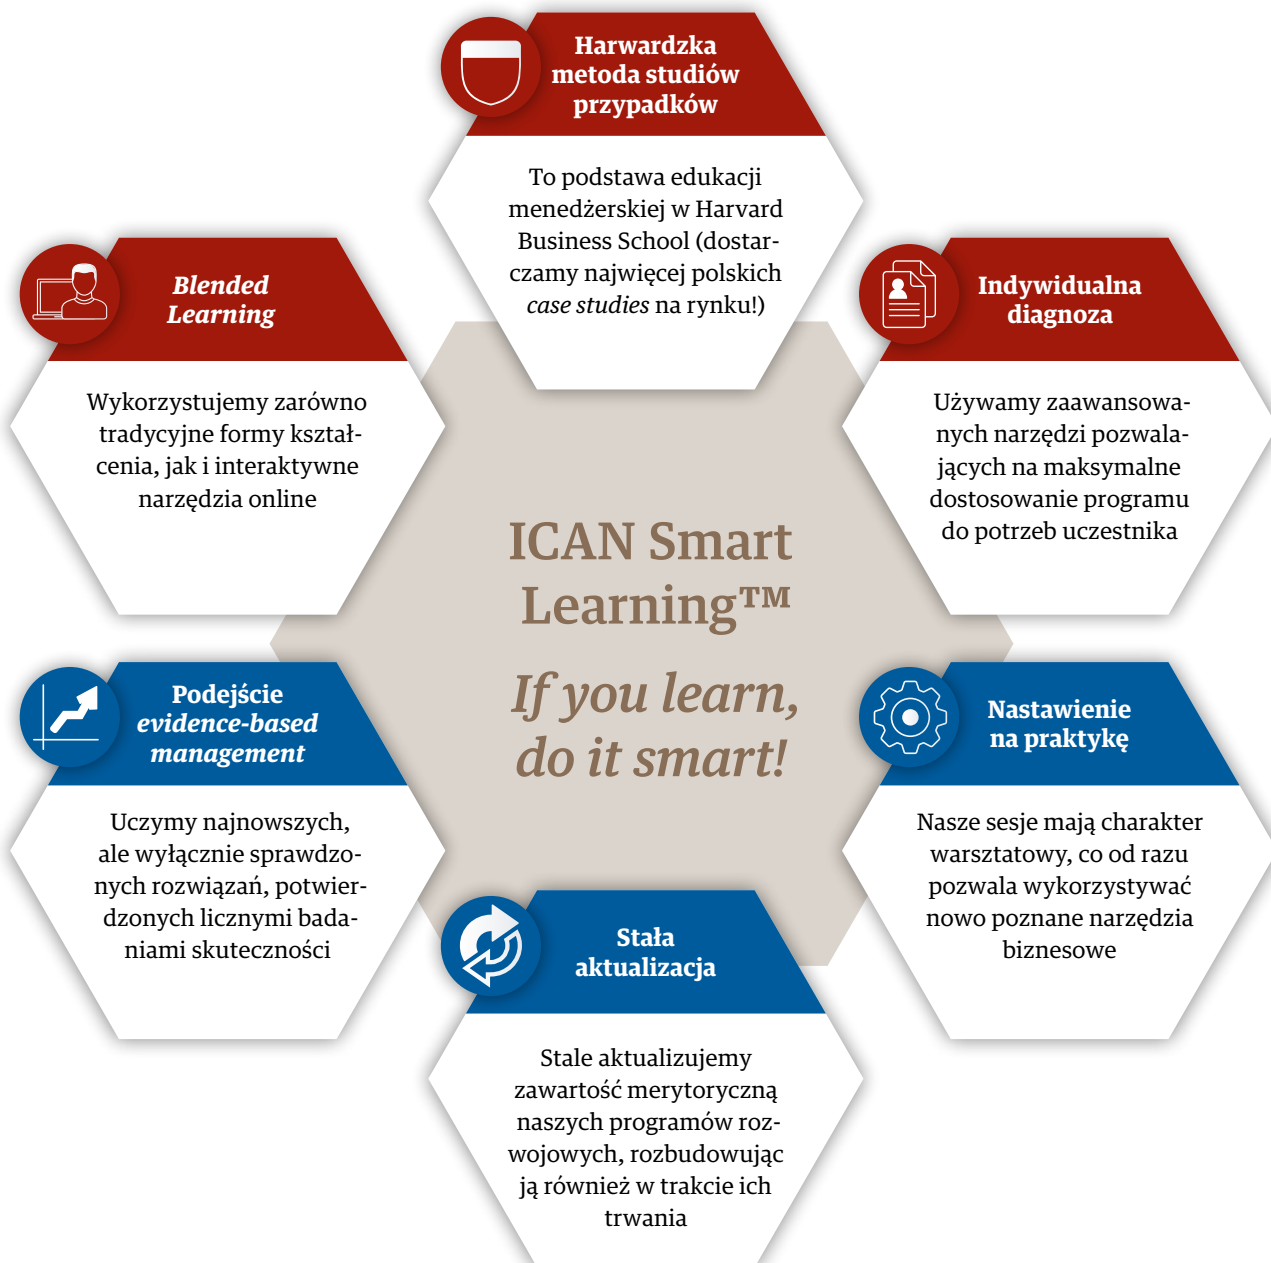 Harwardzka
metoda studiów
przypadków
To podstawa edukacji
menedżerskiej w Harvard
Business School (dostar-
czamy najwięcej polskich
case studies na rynku!)
Blended
Learning
Wykorzystujemy zarówno
tradycyjne formy kształ-
cenia, jak i interaktywne
narzędzia online
Indywidualna
diagnoza
Używamy zaawansowa-
nych narzędzi pozwala-
jących na maksymalne
dostosowanie programu
do potrzeb uczestnika
ICAN Smart
Learning™
If you learn,
do it smart!
Podejście
evidence-based
management
Uczymy najnowszych,
ale wyłącznie sprawdzo-
nych rozwiązań, potwier-
dzonych licznymi bada-
niami skuteczności
Nastawienie
na praktykę
Nasze sesje mają charakter
warsztatowy, co od razu
pozwala wykorzystywać
nowo poznane narzędzia
biznesowe
Stała
aktualizacja
Stale aktualizujemy
zawartość merytoryczną
naszych programów roz-
wojowych, rozbudowując
ją również w trakcie ich
trwania